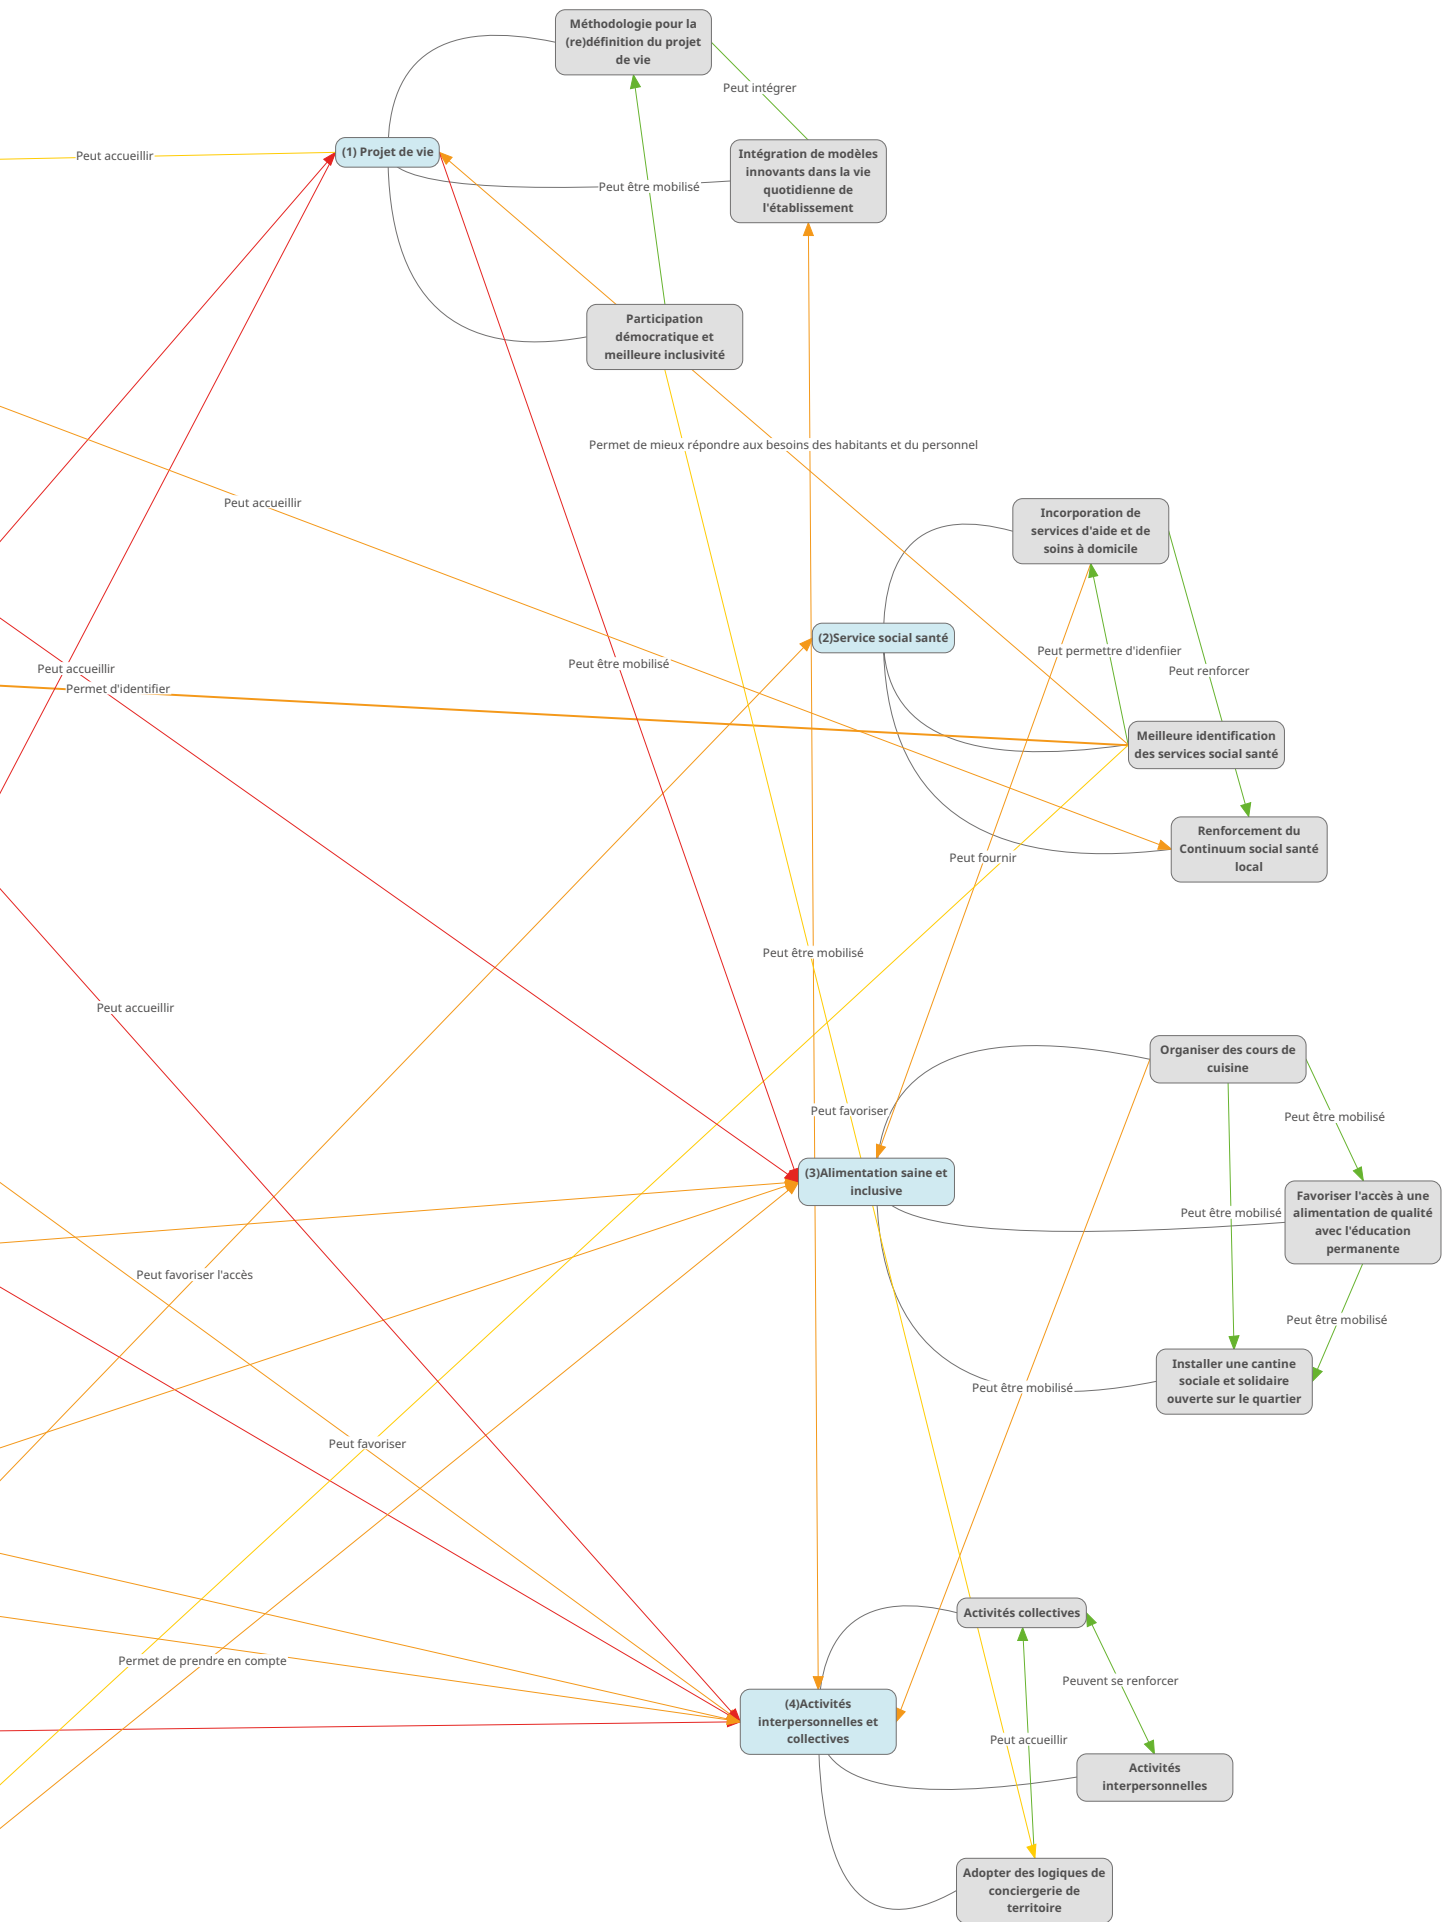 Méthodologie pour la
(re)définition du projet
de vie
Peut intégrer
(1) Projet de vie
Peut accueillir
Intégration de modèles
innovants dans la vie
quotidienne de
l'établissement
Peut être mobilisé
Participation
démocratique et
meilleure inclusivité
Permet de mieux répondre aux besoins des habitants et du personnel
Peut accueillir
Incorporation de
services d'aide et de
soins à domicile
(2)Service social santé
Peut permettre d'idenfiier
Peut être mobilisé
Peut accueillir
Peut renforcer
Permet d'identifier
Meilleure identification
des services social santé
Renforcement du
Continuum social santé
local
Peut fournir
Peut être mobilisé
Peut accueillir
Organiser des cours de
cuisine
Peut favoriser
Peut être mobilisé
(3)Alimentation saine et
inclusive
Favoriser l'accès à une
alimentation de qualité
avec l'éducation
permanente
Peut être mobilisé
Peut favoriser l'accès
Peut être mobilisé
Installer une cantine
sociale et solidaire
ouverte sur le quartier
Peut être mobilisé
Peut favoriser
Activités collectives
Permet de prendre en compte
Peuvent se renforcer
(4)Activités
interpersonnelles et
collectives
Peut accueillir
Activités
interpersonnelles
Adopter des logiques de
conciergerie de
territoire